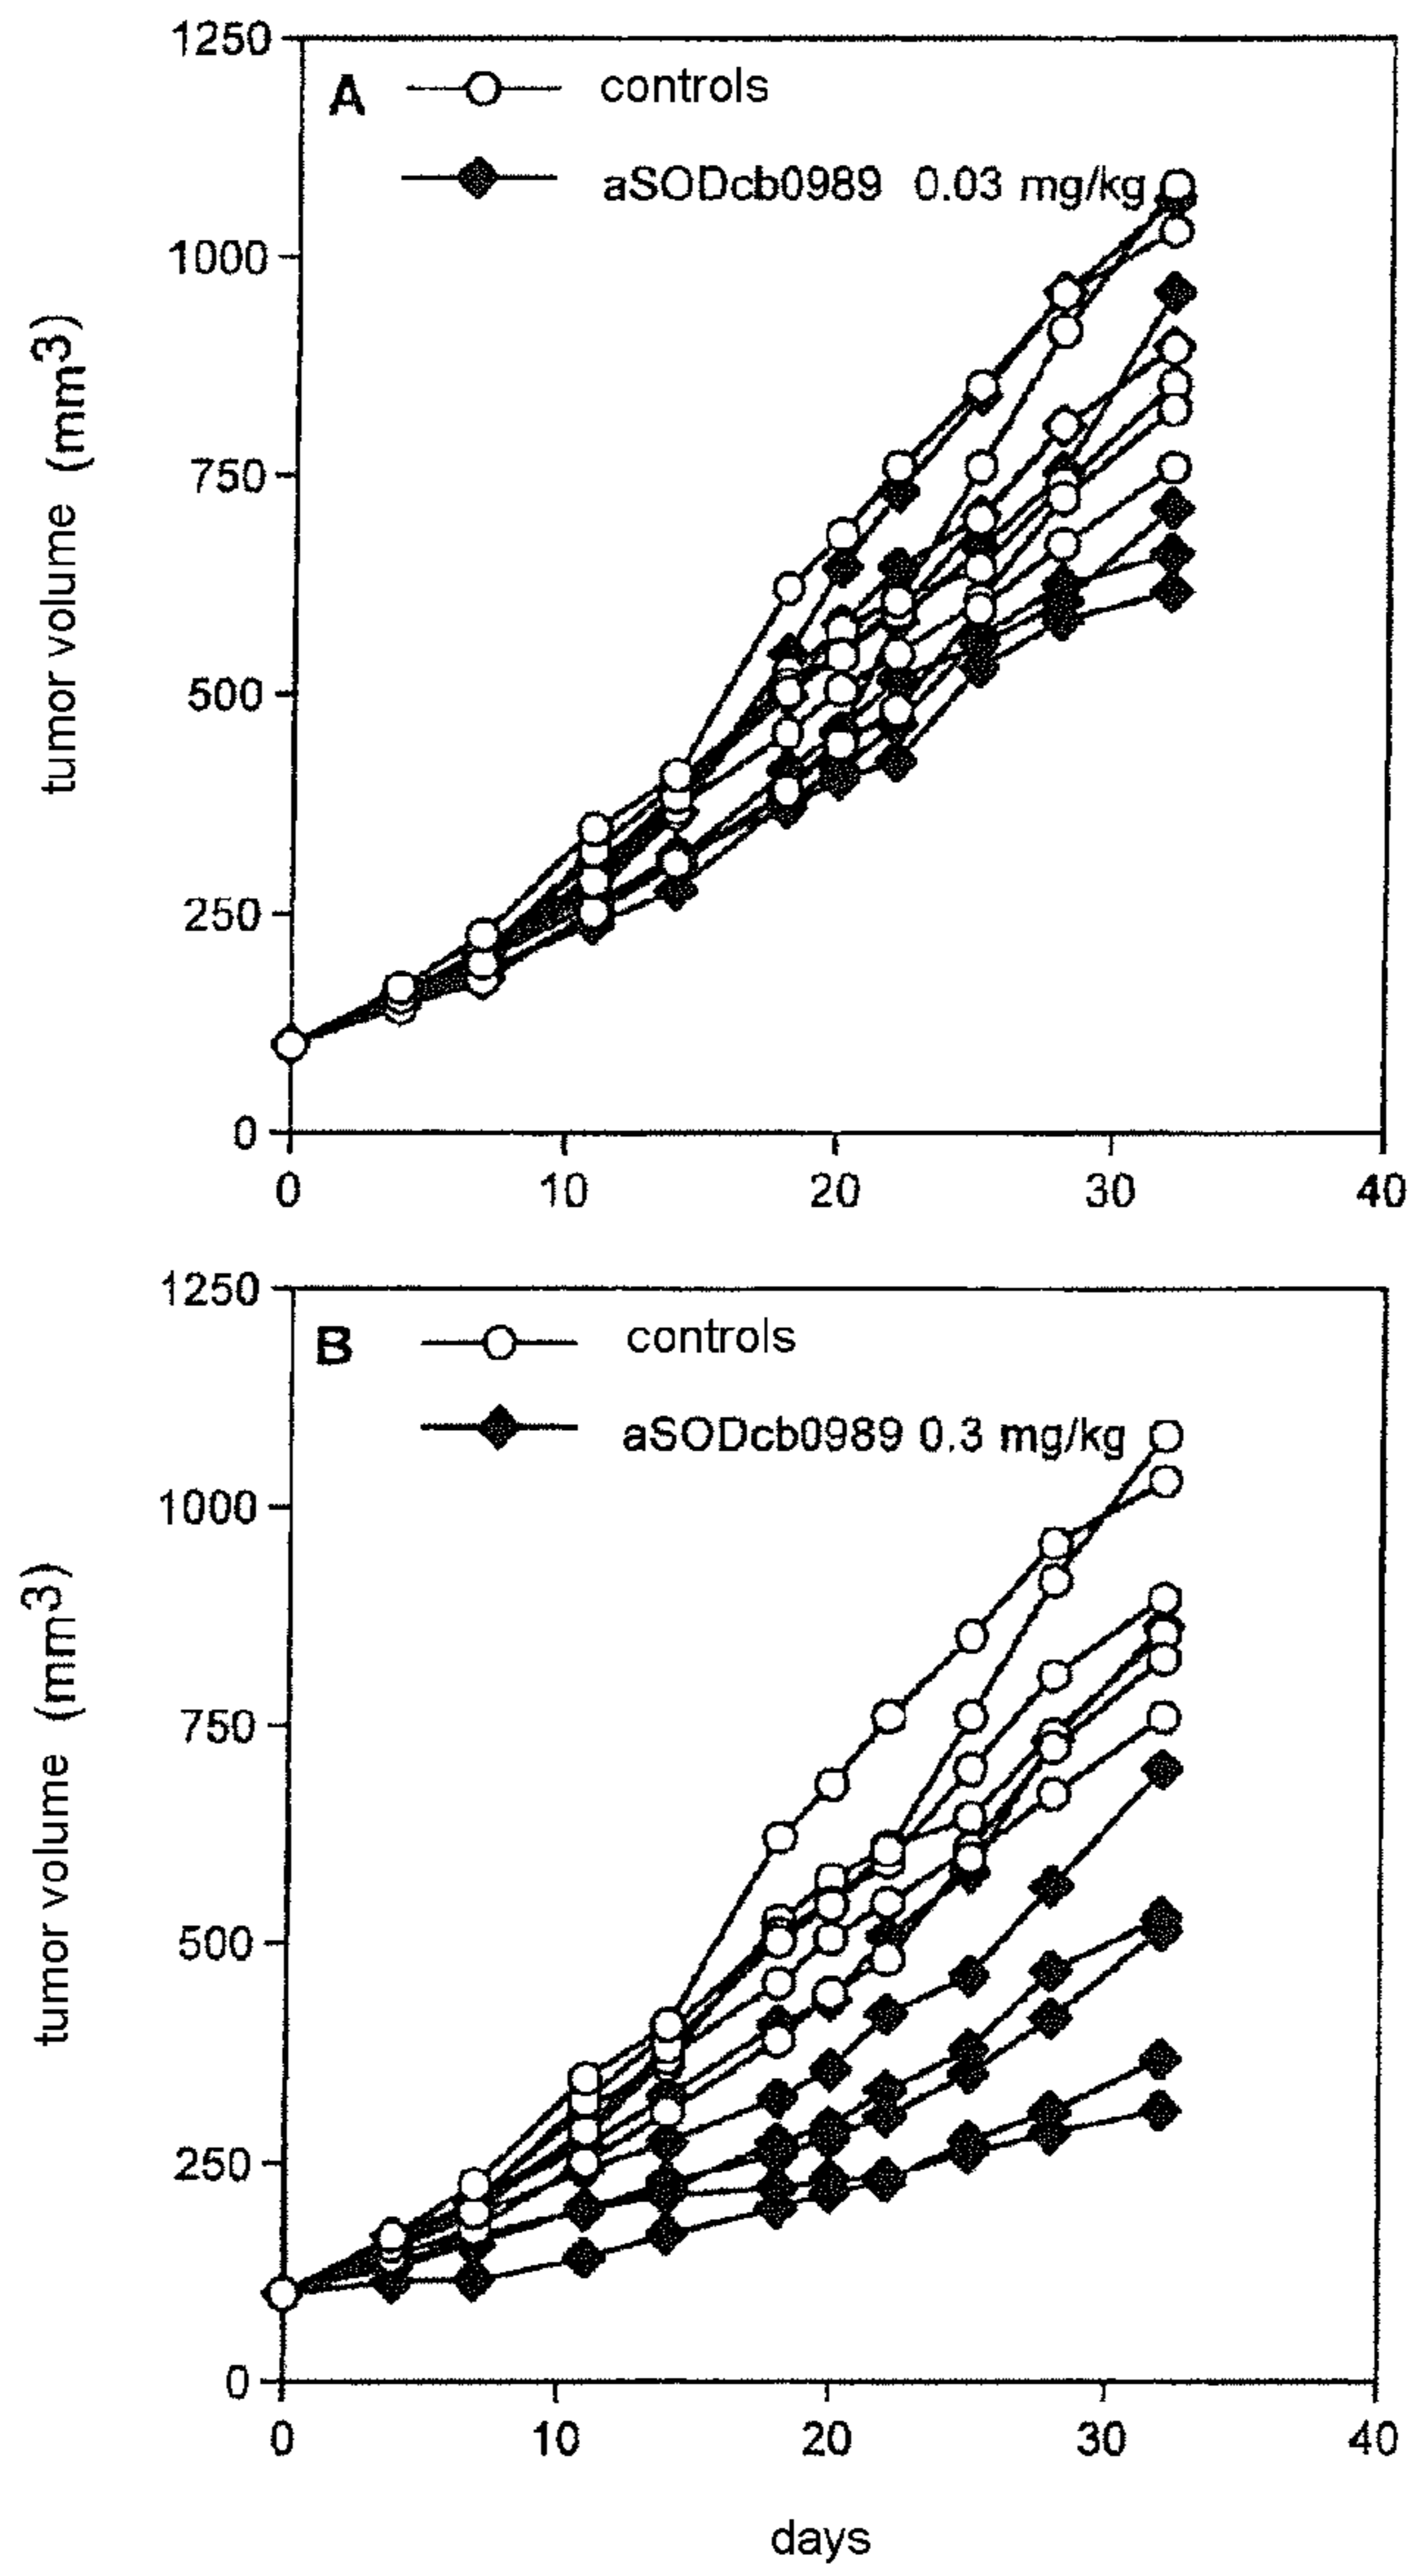 1250
A
controls
aSODcb0989 0.03 mg/kg
1000
750
500
250
0
tumor volume (mm3)
0 10 20 30 40
1250
B
controls
aSODcb0989 0.3 mg/kg
1000
750
500
250
0
tumor volume (mm3)
0 10 20 30 40
days